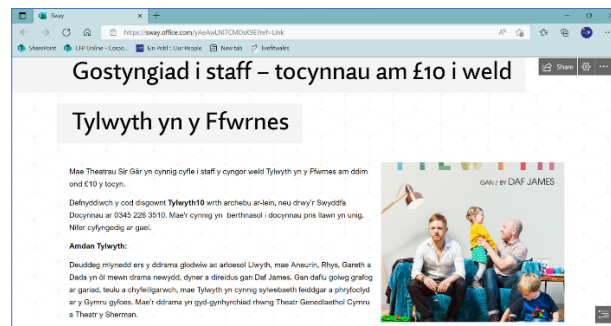 Sway
https://sway.office.com/yAeAwLNI7CMDsK9E?ref=Link
SharePoint
CLIP Online - Corpo...
Ein Pobl :: Our People
New tab
livefitwales
Share
Gostyngiad i staff – tocynnau am £10 i weld
Tylwyth yn y Ffwrnes
Mae Theatrau Sir Gâr yn cynnig cyfle i staff y cyngor weld Tylwyth yn y Ffwrnes am ddim
ond £10 y tocyn.
Defnyddiwch y cod disgownt Tylwyth10 wrth archebu ar-lein, neu drwy'r Swyddfa
Docynnau ar 0345 226 3510. Mae'r cynnig yn berthnasol i docynnau pris llawn yn unig.
Nifer cyfyngedig ar gael.
Amdan Tylwyth:
Deuddeg mlynedd ers y ddrama glodwiw ac arloesol Llwyth, mae Aneurin, Rhys, Gareth a
Dada yn ôl mewn drama newydd, dyner a direidus gan Daf James. Gan daflu golwg grafog
ar gariad, teulu a chyfeillgarwch, mae Tylwyth yn cynnig sylwebaeth feiddgar a phryfoclyd
ar y Gymru gyfoes. Mae'r ddrama yn gyd-gynhyrchiad rhwng Theatr Genedlaethol Cymru
a Theatr y Sherman.
GAN / BY DAF JAMES